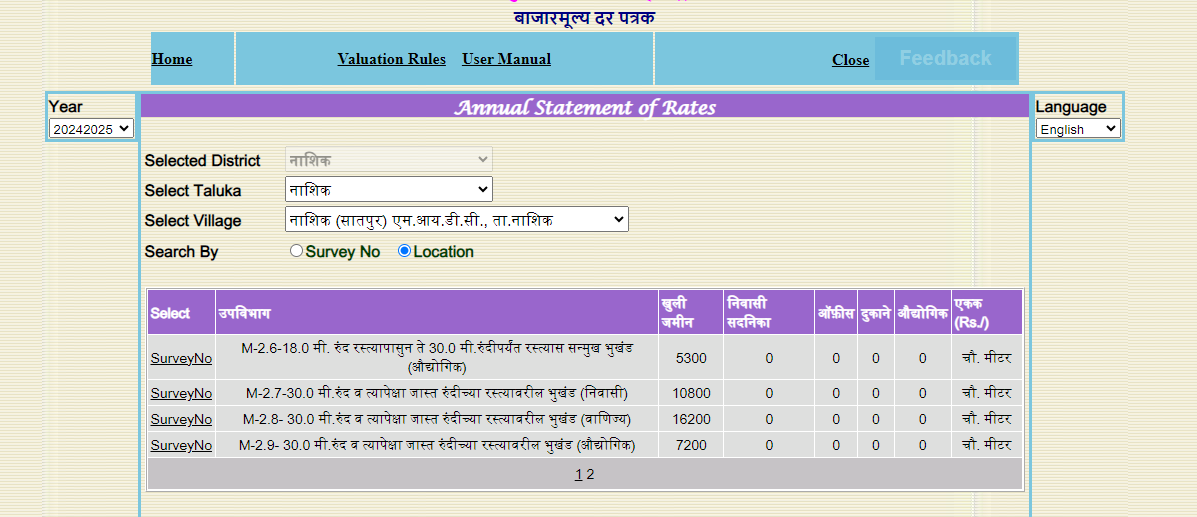 बाजारमूल्य दर पत्रक
Home Valuation Rules User Manual Close Feedback
Year Annual Statement of Rates Language
20242025 English
Selected District नाशिक
Select Taluka नाशिक
Select Village नाशिक (सातपुर) एम.आय.डी.सी., ता.नाशिक
Search By Survey No Location
Select उपविभाग खुली जमीन निवासी सदनिका ऑफ़ीस दुकाने औद्योगिक एकक (Rs./)
SurveyNo M-2.6-18.0 मी. रुंद रस्त्यापासुन ते 30.0 मी.रुंदीपर्यंत रस्त्यास सन्मुख भुखंड (औद्योगिक) 5300 0 0 0 0 चौ. मीटर
SurveyNo M-2.7-30.0 मी.रुंद व त्यापेक्षा जास्त रुंदीच्या रस्त्यावरील भुखंड (निवासी) 10800 0 0 0 0 चौ. मीटर
SurveyNo M-2.8- 30.0 मी.रुंद व त्यापेक्षा जास्त रुंदीच्या रस्त्यावरील भुखंड (वाणिज्य) 16200 0 0 0 0 चौ. मीटर
SurveyNo M-2.9- 30.0 मी.रुंद व त्यापेक्षा जास्त रुंदीच्या रस्त्यावरील भुखंड (औद्योगिक) 7200 0 0 0 0 चौ. मीटर
1 2